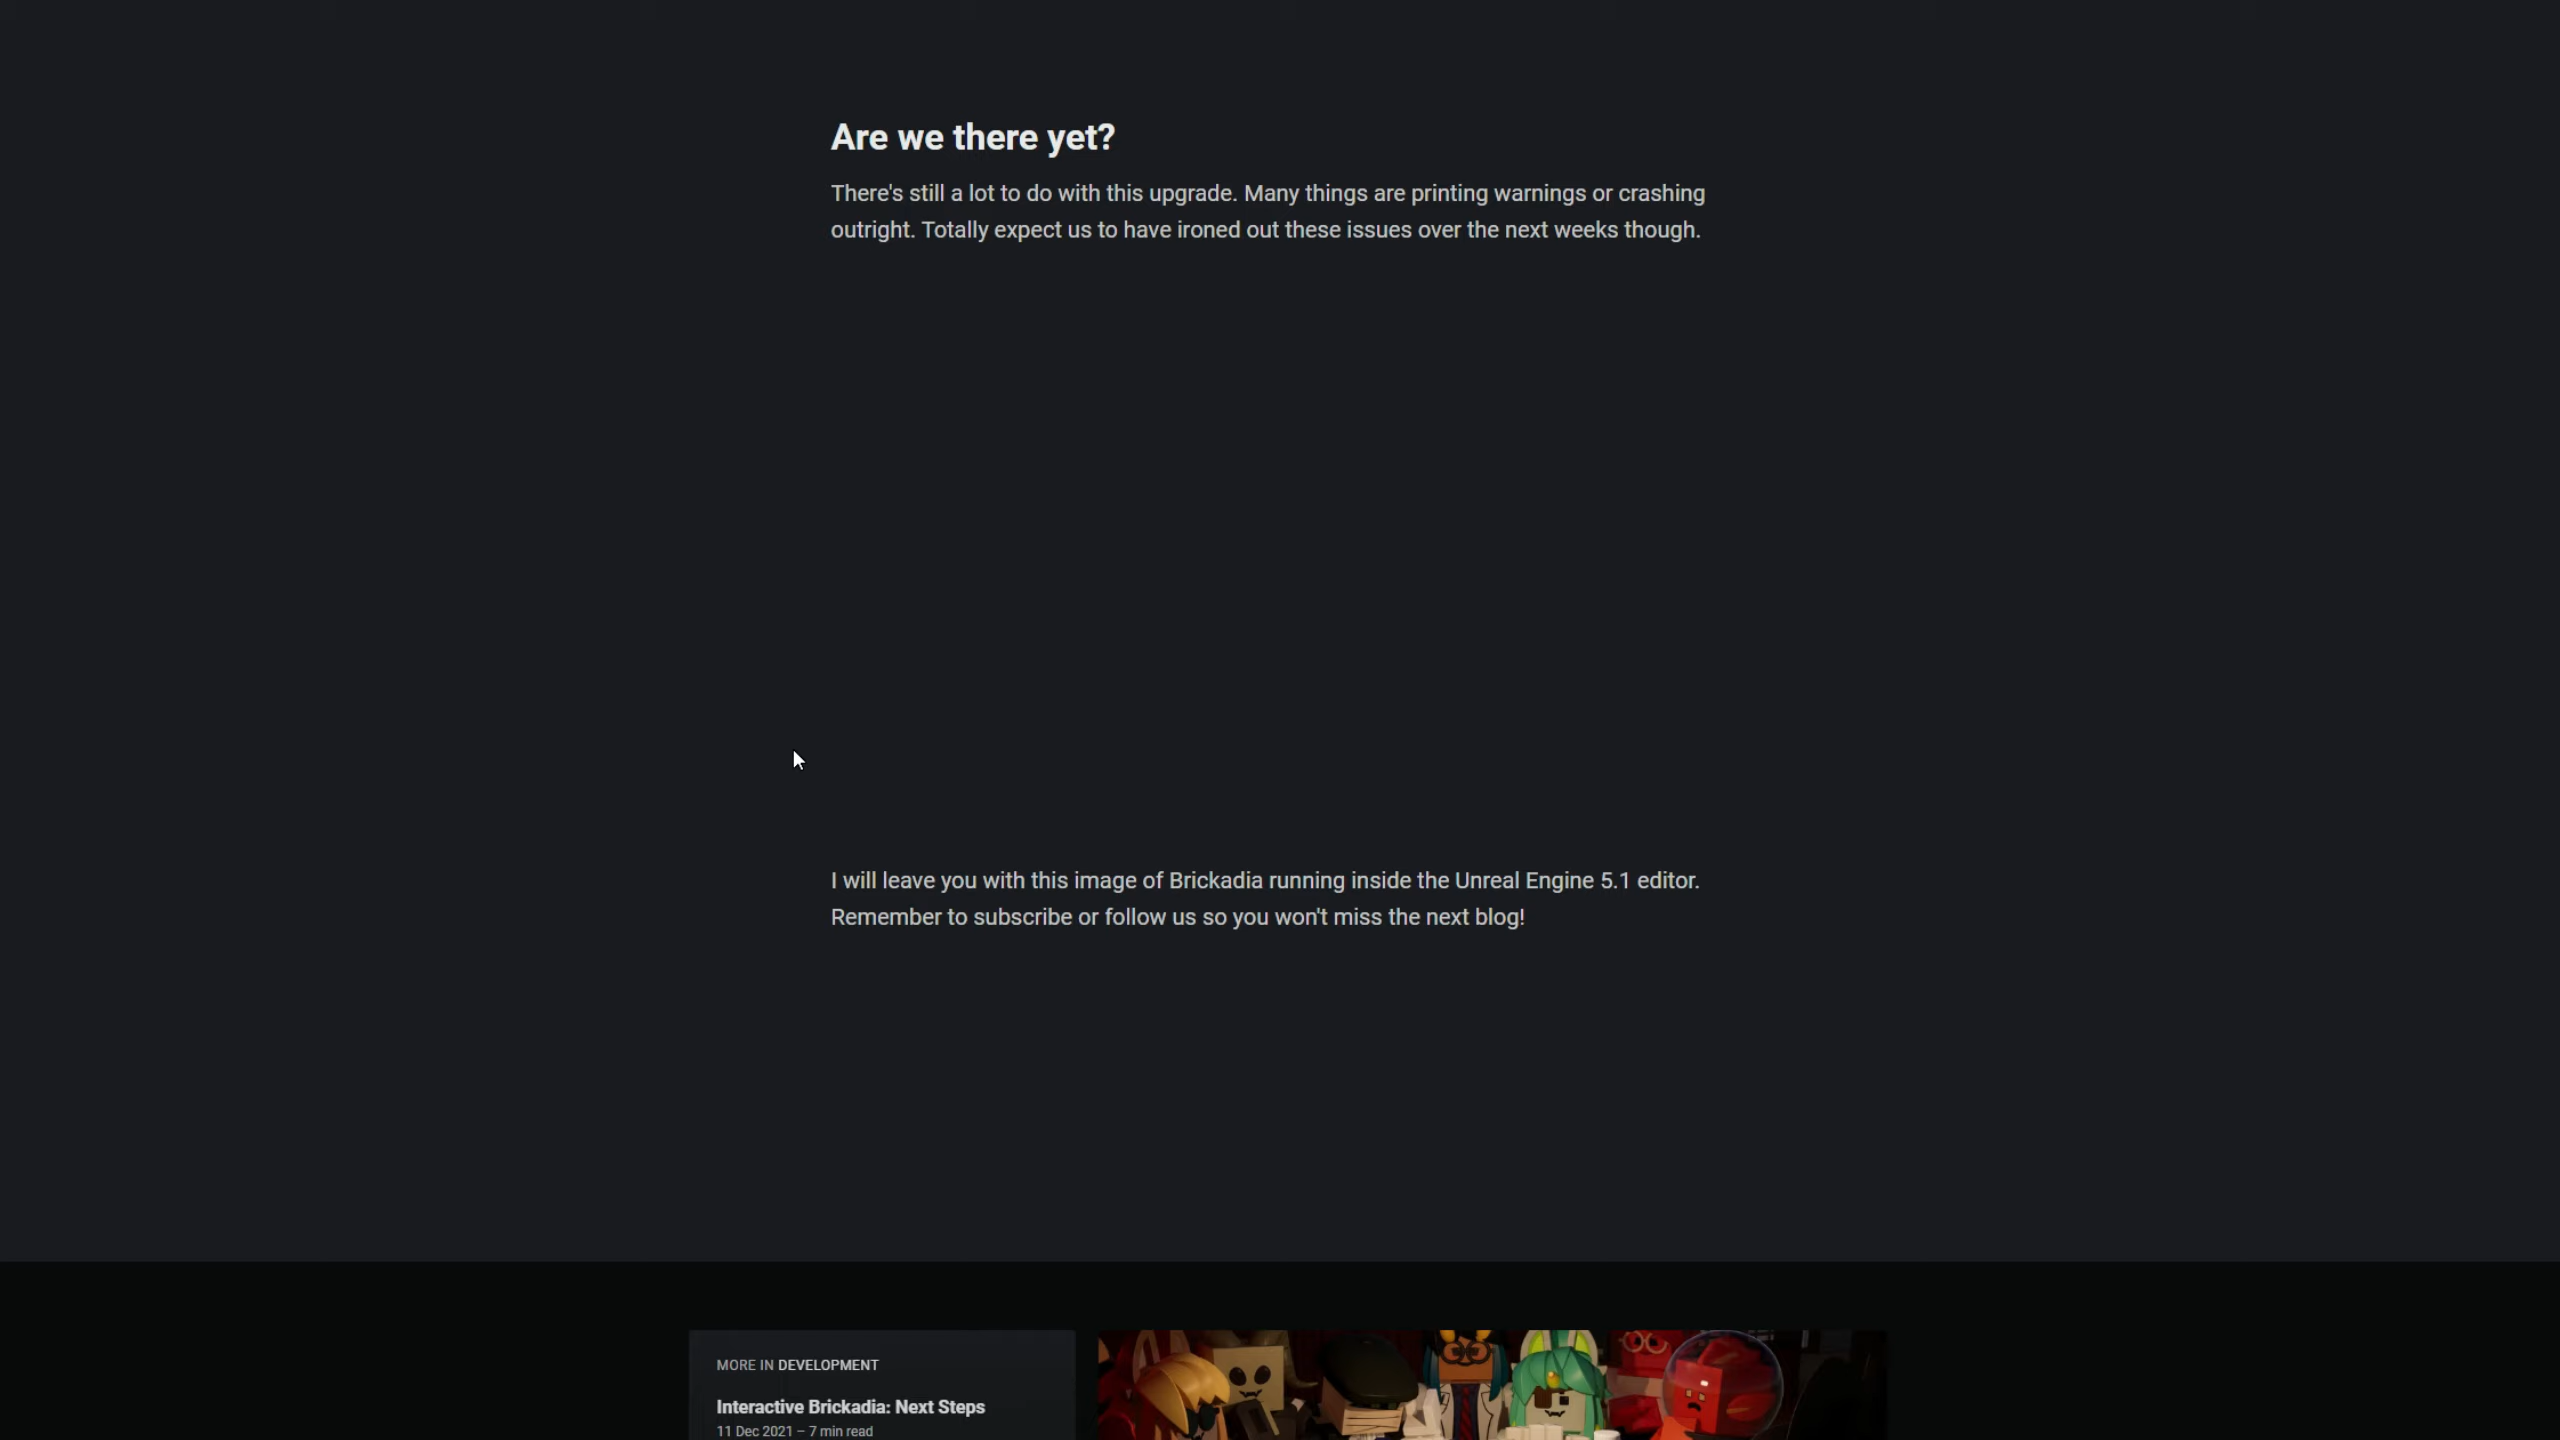 Are we there yet?
There's still a lot to do with this upgrade. Many things are printing warnings or crashing
outright. Totally expect us to have ironed out these issues over the next weeks though.
I will leave you with this image of Brickadia running inside the Unreal Engine 5.1 editor.
Remember to subscribe or follow us so you won't miss the next blog!
MORE IN DEVELOPMENT
Interactive Brickadia: Next Steps
11 Dec 2021 – 7 min read